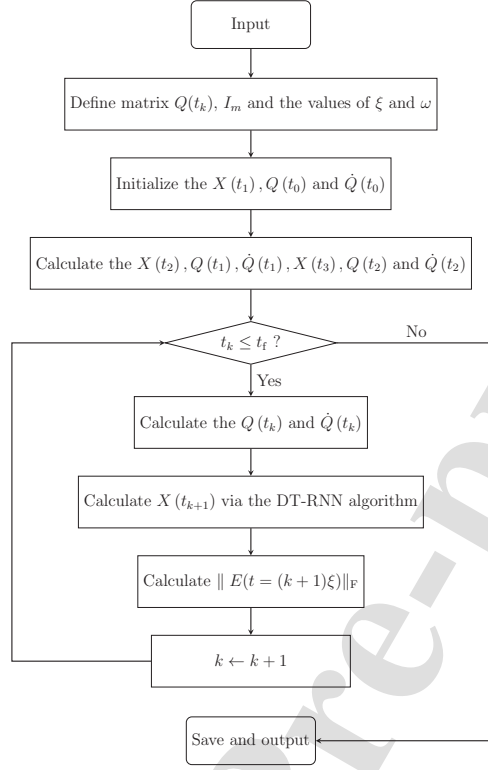 Input
Define matrix Q(t_k), I_m and the values of ξ and ω
Initialize the X (t_1) , Q (t_0) and Q̇ (t_0)
Calculate the X (t_2) , Q (t_1) , Q̇ (t_1) , X (t_3) , Q (t_2) and Q̇ (t_2)
t_k ≤ t_f ?
No
Yes
Calculate the Q (t_k) and Q̇ (t_k)
Calculate X (t_{k+1}) via the DT-RNN algorithm
Calculate ‖ E(t = (k + 1)ξ)‖_F
k ← k + 1
Save and output